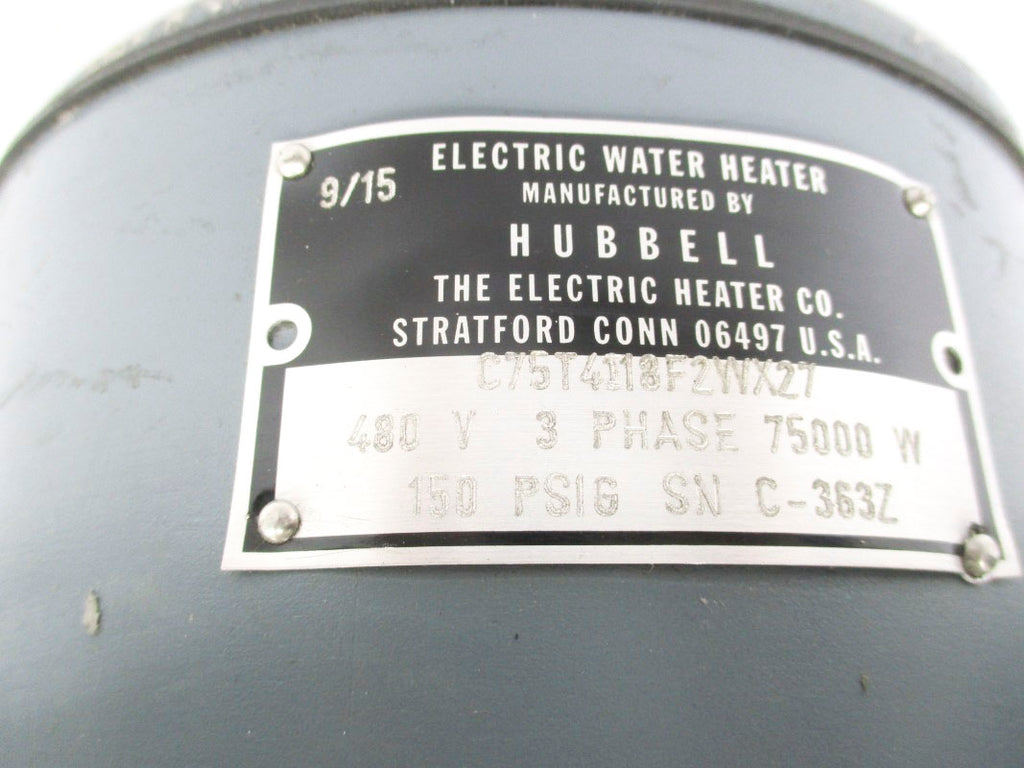 9/15
ELECTRIC WATER HEATER
MANUFACTURED BY
HUBBELL
THE ELECTRIC HEATER CO.
STRATFORD CONN 06497 U.S.A.
C75T4118F2WX27
480 V 3 PHASE 75000 W
150 PSIG SN C-363Z